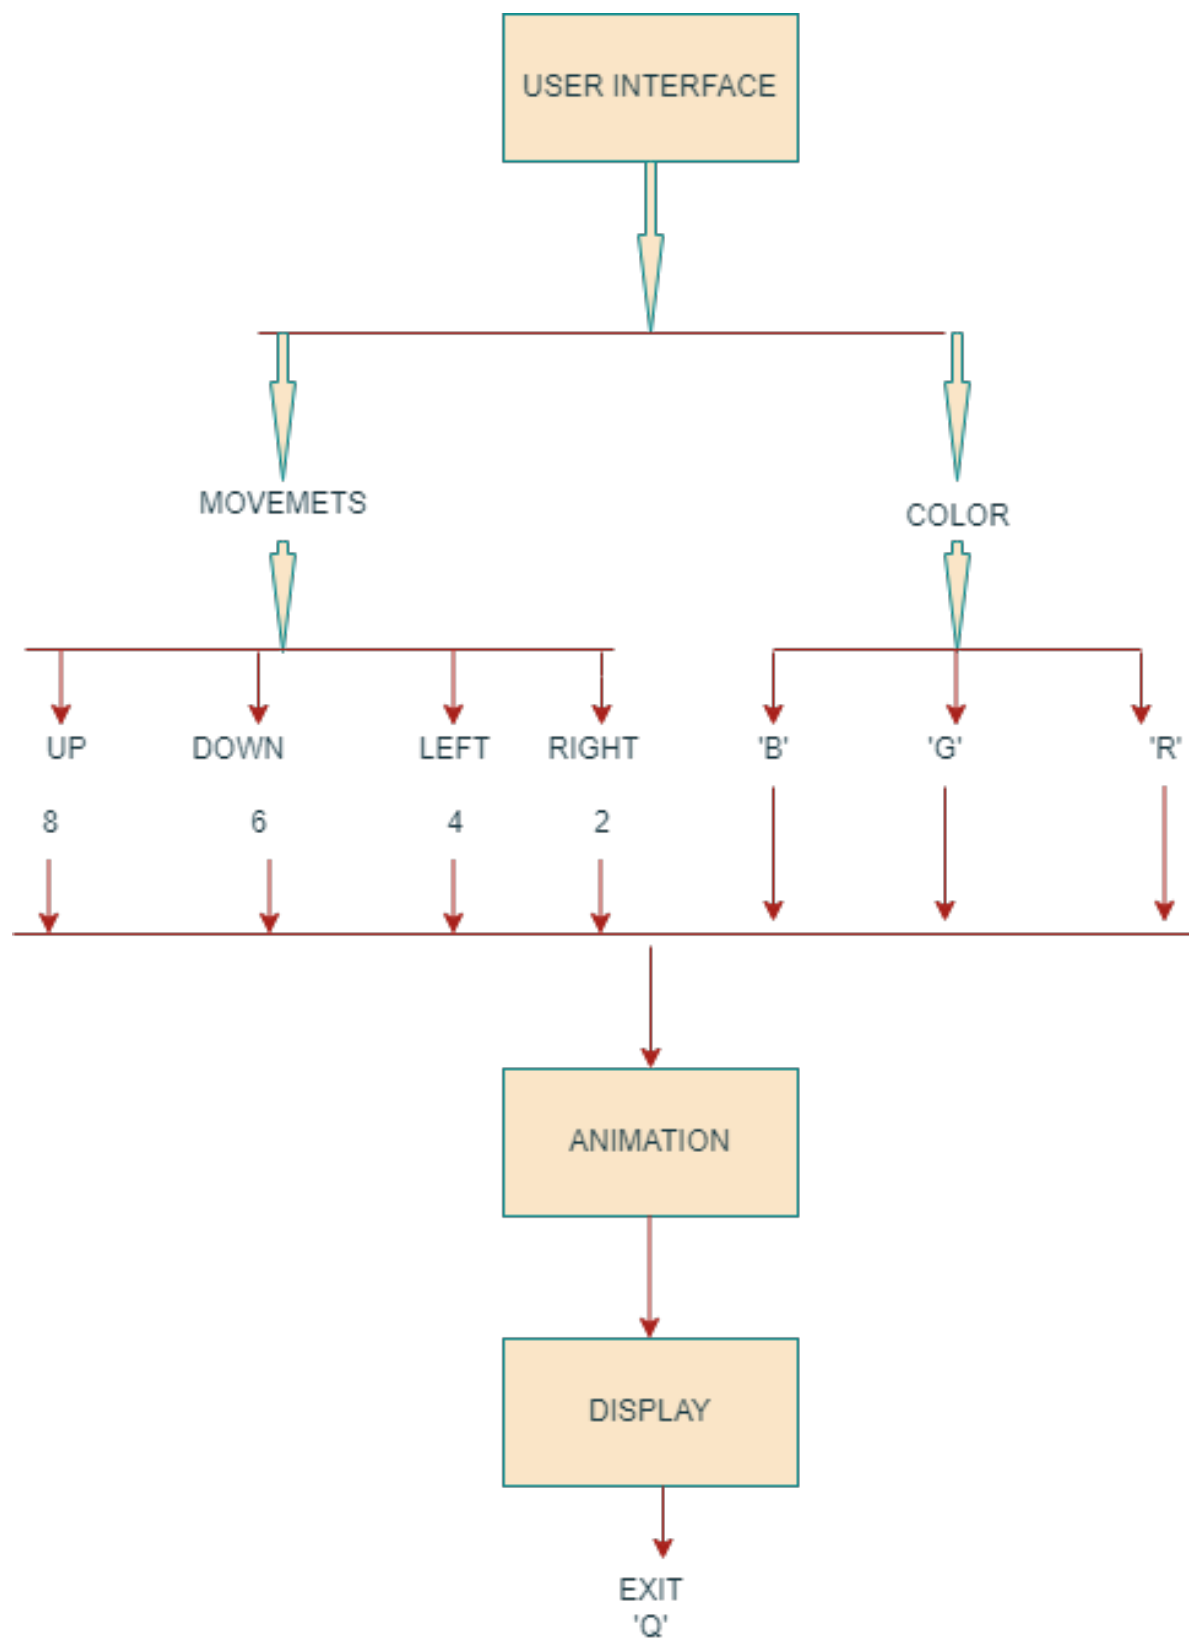 USER INTERFACE
MOVEMETS
COLOR
UP DOWN LEFT RIGHT 'B' 'G' 'R'
8 6 4 2
ANIMATION
DISPLAY
EXIT
'Q'